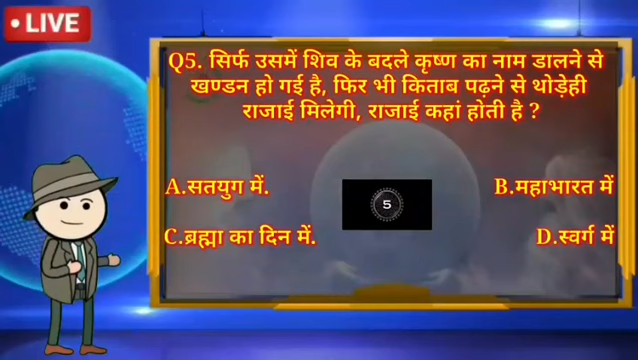 LIVE
Q5. सिर्फ उसमें शिव के बदले कृष्ण का नाम डालने से
खण्डन हो गई है, फिर भी किताब पढ़ने से थोड़ेही
राजाई मिलेगी, राजाई कहां होती है ?
A.सतयुग में.
B.महाभारत में
5
C.ब्रह्मा का दिन में.
D.स्वर्ग में